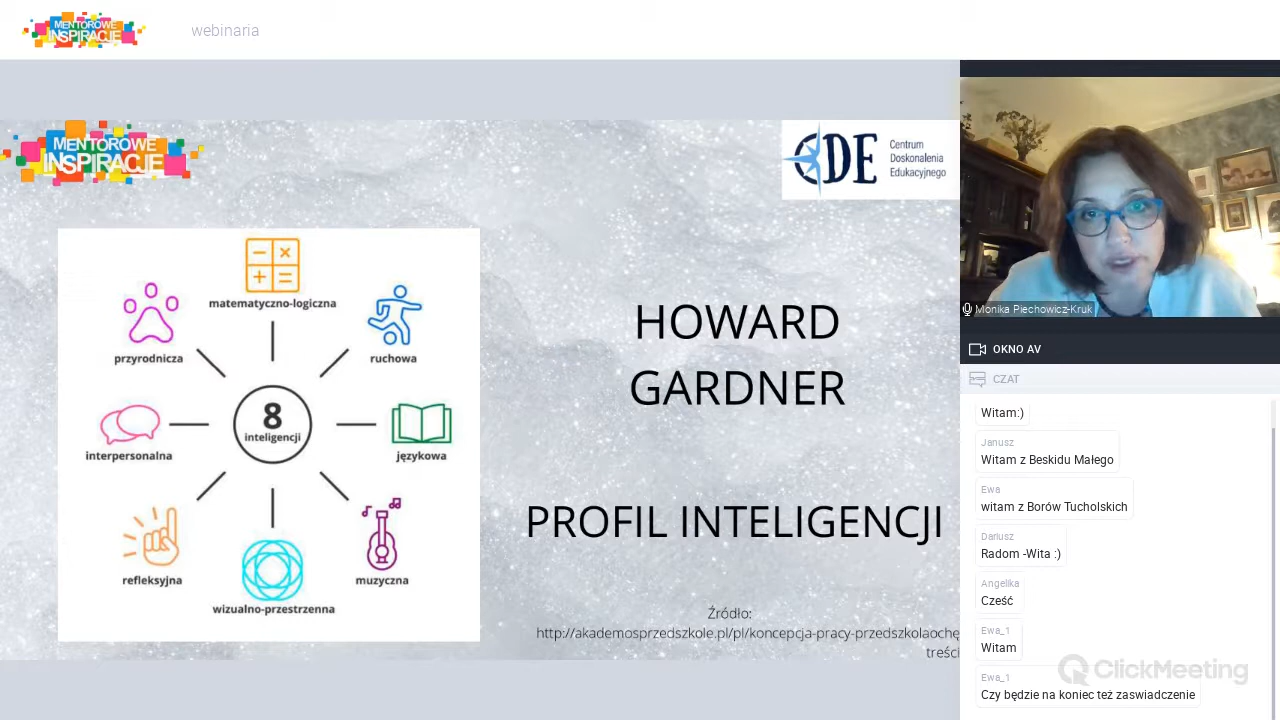 MENTOROWE
INSPIRACJE
webinaria
MENTOROWE
INSPIRACJE
CDE
Centrum
Doskonalenia
Edukacyjnego
matematyczno-logiczna
przyrodnicza
ruchowa
8
inteligencji
interpersonalna
językowa
refleksyjna
muzyczna
wizualno-przestrzenna
HOWARD
GARDNER
PROFIL INTELIGENCJI
Źródło:
http://akademosprzedszkole.pl/pl/koncepcja-pracy-przedszkolaochę
treści
Monika Piechowicz-Kruk
OKNO AV
CZAT
Witam:)
Janusz
Witam z Beskidu Małego
Ewa
witam z Borów Tucholskich
Dariusz
Radom -Wita :)
Angelika
Cześć
Ewa_1
Witam
Ewa_1
Czy będzie na koniec też zaswiadczenie
ClickMeeting